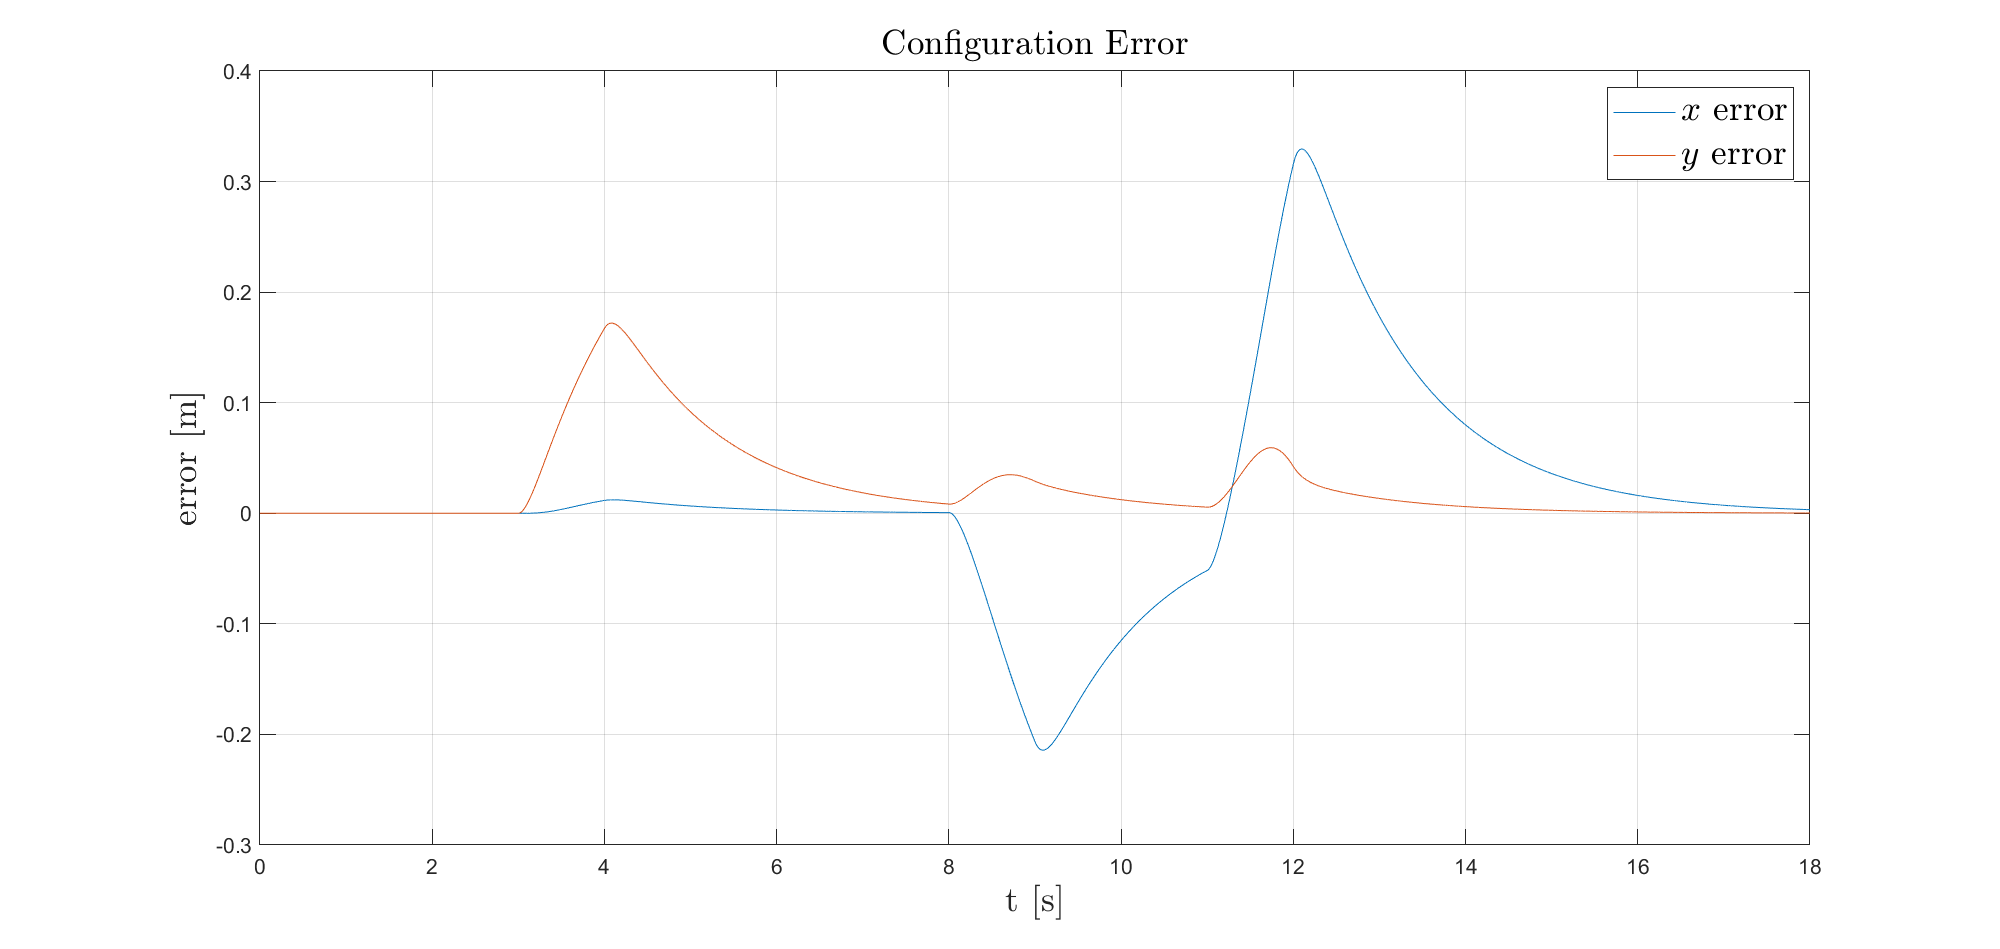 Configuration Error
0.4
0.3
0.2
0.1
0
-0.1
-0.2
-0.3
error [m]
x error
y error
0 2 4 6 8 10 12 14 16 18
t [s]